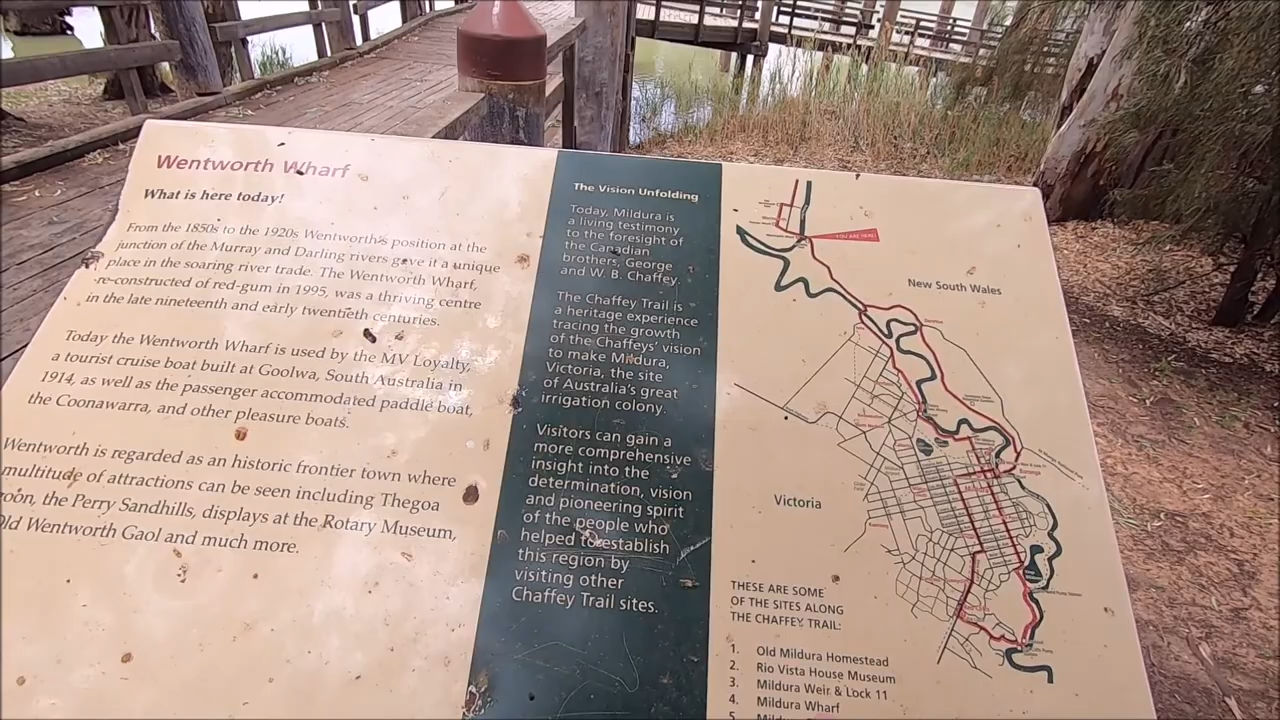 Wentworth Wharf
What is here today!
From the 1850s to the 1920s Wentworth's position at the
junction of the Murray and Darling rivers gave it a unique
place in the soaring river trade. The Wentworth Wharf,
re-constructed of red-gum in 1995, was a thriving centre
in the late nineteenth and early twentieth centuries.
Today the Wentworth Wharf is used by the MV Loyalty,
a tourist cruise boat built at Goolwa, South Australia in
1914, as well as the passenger accommodated paddle boat,
the Coonawarra, and other pleasure boats.
Wentworth is regarded as an historic frontier town where
multitude of attractions can be seen including Thegoa
the Perry Sandhills, displays at the Rotary Museum,
Old Wentworth Gaol and much more.
The Vision Unfolding
Today, Mildura is
a living testimony
to the foresight of
the Canadian
brothers, George
and W. B. Chaffey.
The Chaffey Trail is
a heritage experience
tracing the growth
of the Chaffeys' vision
to make Mildura,
Victoria, the site
of Australia's great
irrigation colony.
Visitors can gain a
more comprehensive
insight into the
determination, vision
and pioneering spirit
of the people who
helped to establish
this region by
visiting other
Chaffey Trail sites.
YOU ARE HERE!
New South Wales
Victoria
THESE ARE SOME
OF THE SITES ALONG
THE CHAFFEY TRAIL:
1. Old Mildura Homestead
2. Rio Vista House Museum
3. Mildura Weir & Lock 11
4. Mildura Wharf
5.